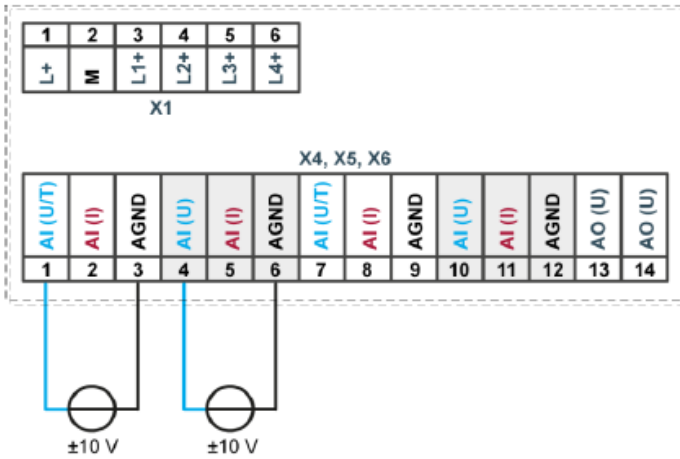 1 2 3 4 5 6
L+ M L1+ L2+ L3+ L4+
X1
X4, X5, X6
AI (U/T) AI (I) AGND AI (U) AI (I) AGND AI (U/T) AI (I) AGND AI (U) AI (I) AGND AO (U) AO (U)
1 2 3 4 5 6 7 8 9 10 11 12 13 14
±10 V ±10 V